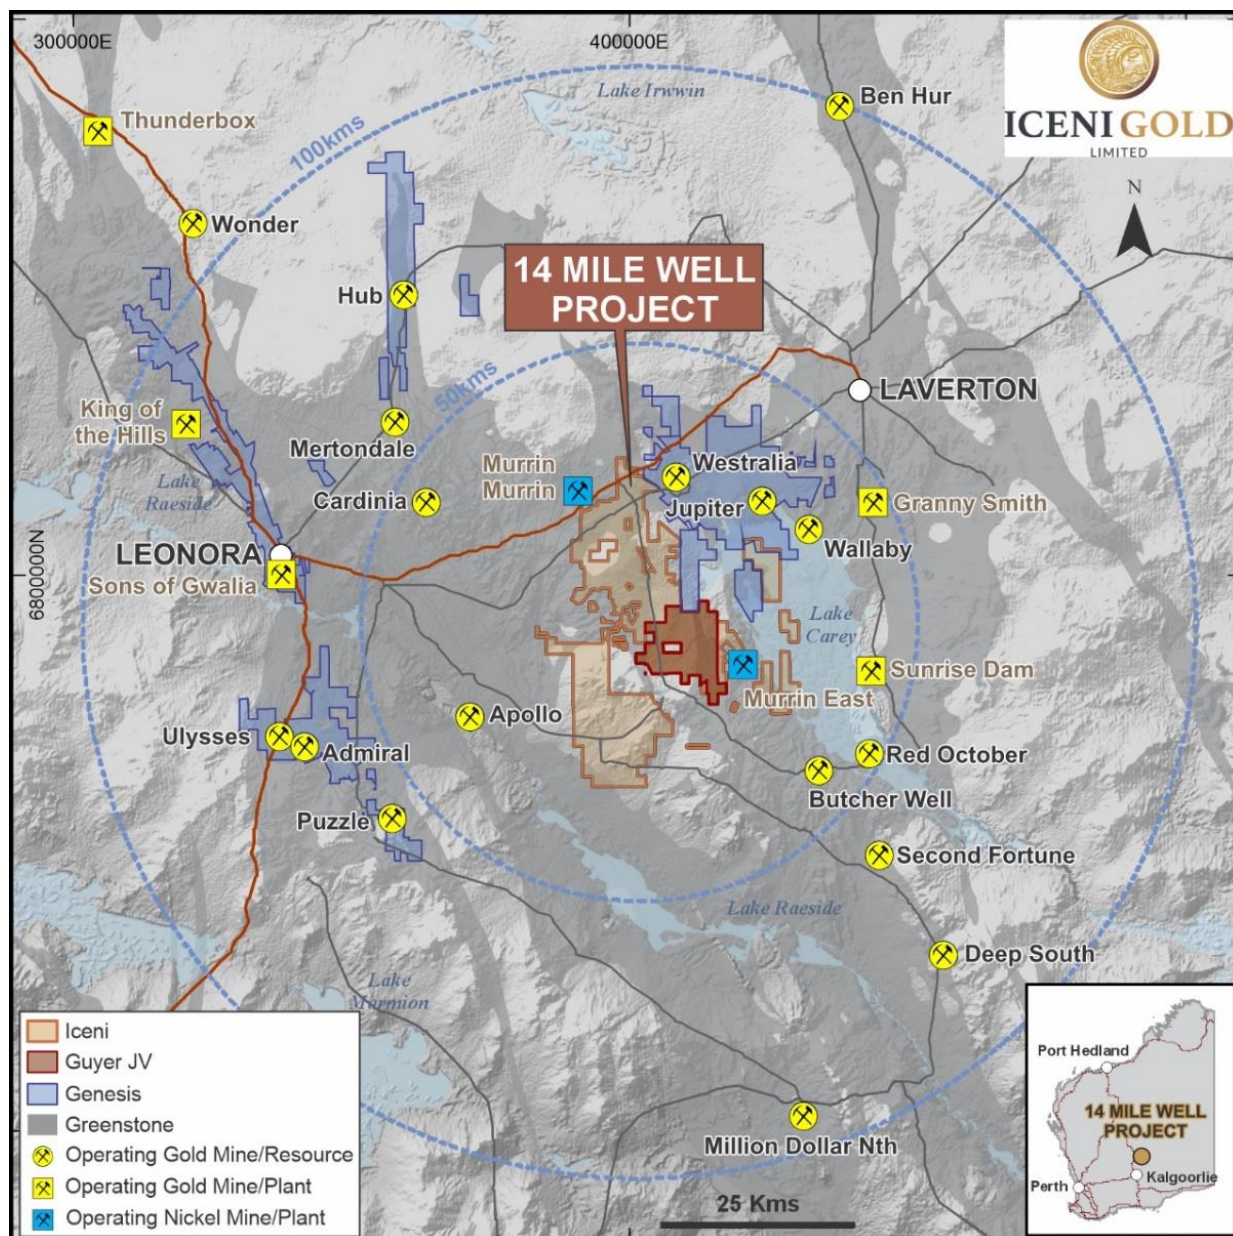 300000E
400000E
ICENI GOLD
LIMITED
Lake Irwwin
Ben Hur
Thunderbox
100kms
N
Wonder
14 MILE WELL
PROJECT
Hub
50kms
LAVERTON
King of
the Hills
Mertondale
Murrin
Murrin
Westralia
Lake
Raeside
Cardinia
Jupiter
Granny Smith
Wallaby
LEONORA
Sons of Gwalia
6800000N
Lake
Carey
Sunrise Dam
Murrin East
Apollo
Ulysses
Admiral
Red October
Butcher Well
Puzzle
Second Fortune
Lake Raeside
Deep South
Lake
Marmion
Million Dollar Nth
25 Kms
Iceni
Guyer JV
Genesis
Greenstone
Operating Gold Mine/Resource
Operating Gold Mine/Plant
Operating Nickel Mine/Plant
Port Hedland
14 MILE WELL
PROJECT
Kalgoorlie
Perth